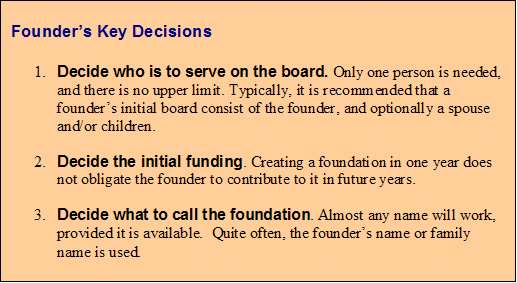 Founder's Key Decisions
1. Decide who is to serve on the board. Only one person is needed,
and there is no upper limit. Typically, it is recommended that a
founder's initial board consist of the founder, and optionally a spouse
and/or children.
2. Decide the initial funding. Creating a foundation in one year does
not obligate the founder to contribute to it in future years.
3. Decide what to call the foundation. Almost any name will work,
provided it is available. Quite often, the founder's name or family
name is used.